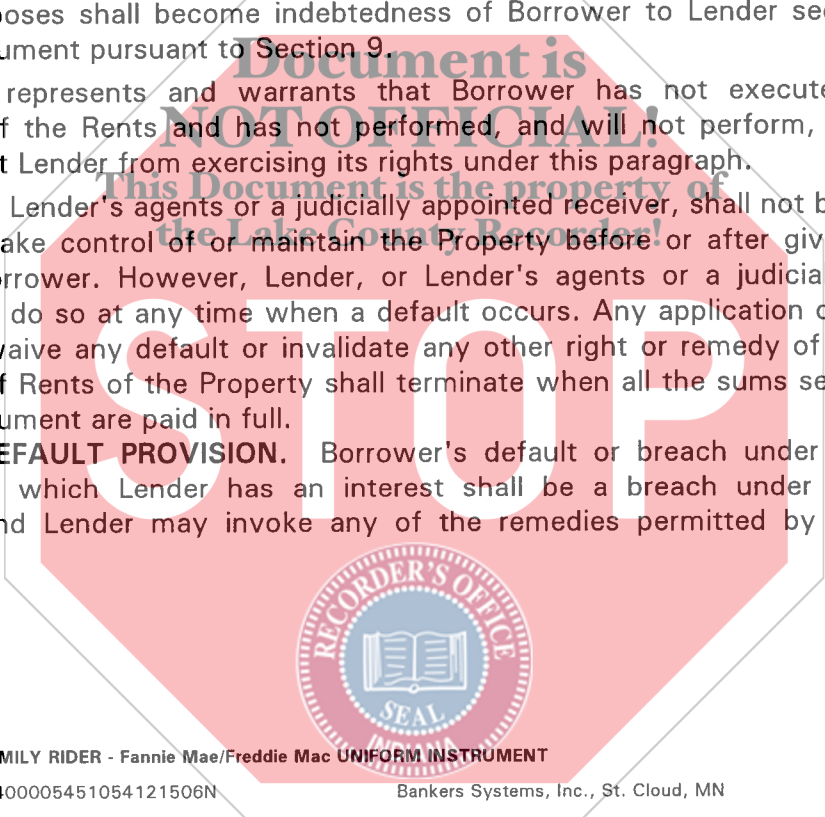 poses shall become indebtedness of Borrower to Lender
ument pursuant to Section 9.
Document is
represents and warrants that Borrower has not execute
f the Rents and has not performed, and will not perform,
NOT OFFICIAL!
t Lender from exercising its rights under this paragraph.
This Document is the property of
Lender's agents or a judicially appointed receiver, shall not b
the Lake County Recorder!
ake control of or maintain the Property before or after giv
orrower. However, Lender, or Lender's agents or a judicia
do so at any time when a default occurs. Any application o
vaive any default or invalidate any other right or remedy of
f Rents of the Property shall terminate when all the sums se
ument are paid in full.
STOP
EFAULT PROVISION. Borrower's default or breach under
which Lender has an interest shall be a breach under
nd Lender may invoke any of the remedies permitted by
RECORDER'S OFFICE
SEAL
INDIANA
MILY RIDER - Fannie Mae/Freddie Mac UNIFORM INSTRUMENT
400005451054121506N Bankers Systems, Inc., St. Cloud, MN